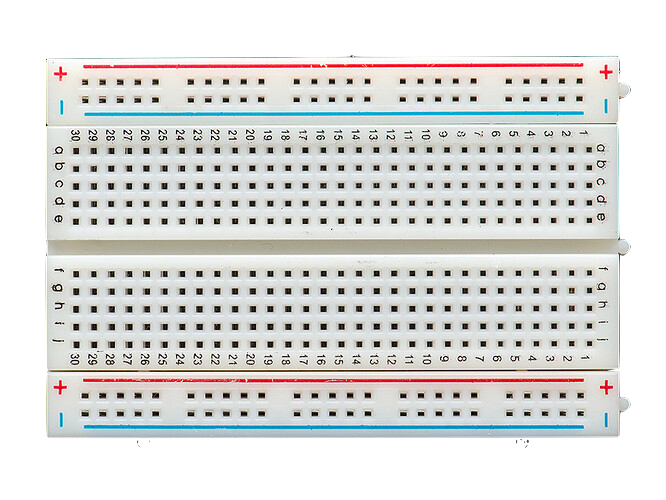 + +
- -
30 29 28 27 26 25 24 23 22 21 20 19 18 17 16 15 14 13 12 11 10 9 8 7 6 5 4 3 2 1
a a
b b
c c
d d
e e
f f
g g
h h
i i
j j
30 29 28 27 26 25 24 23 22 21 20 19 18 17 16 15 14 13 12 11 10 9 8 7 6 5 4 3 2 1
+ +
- -